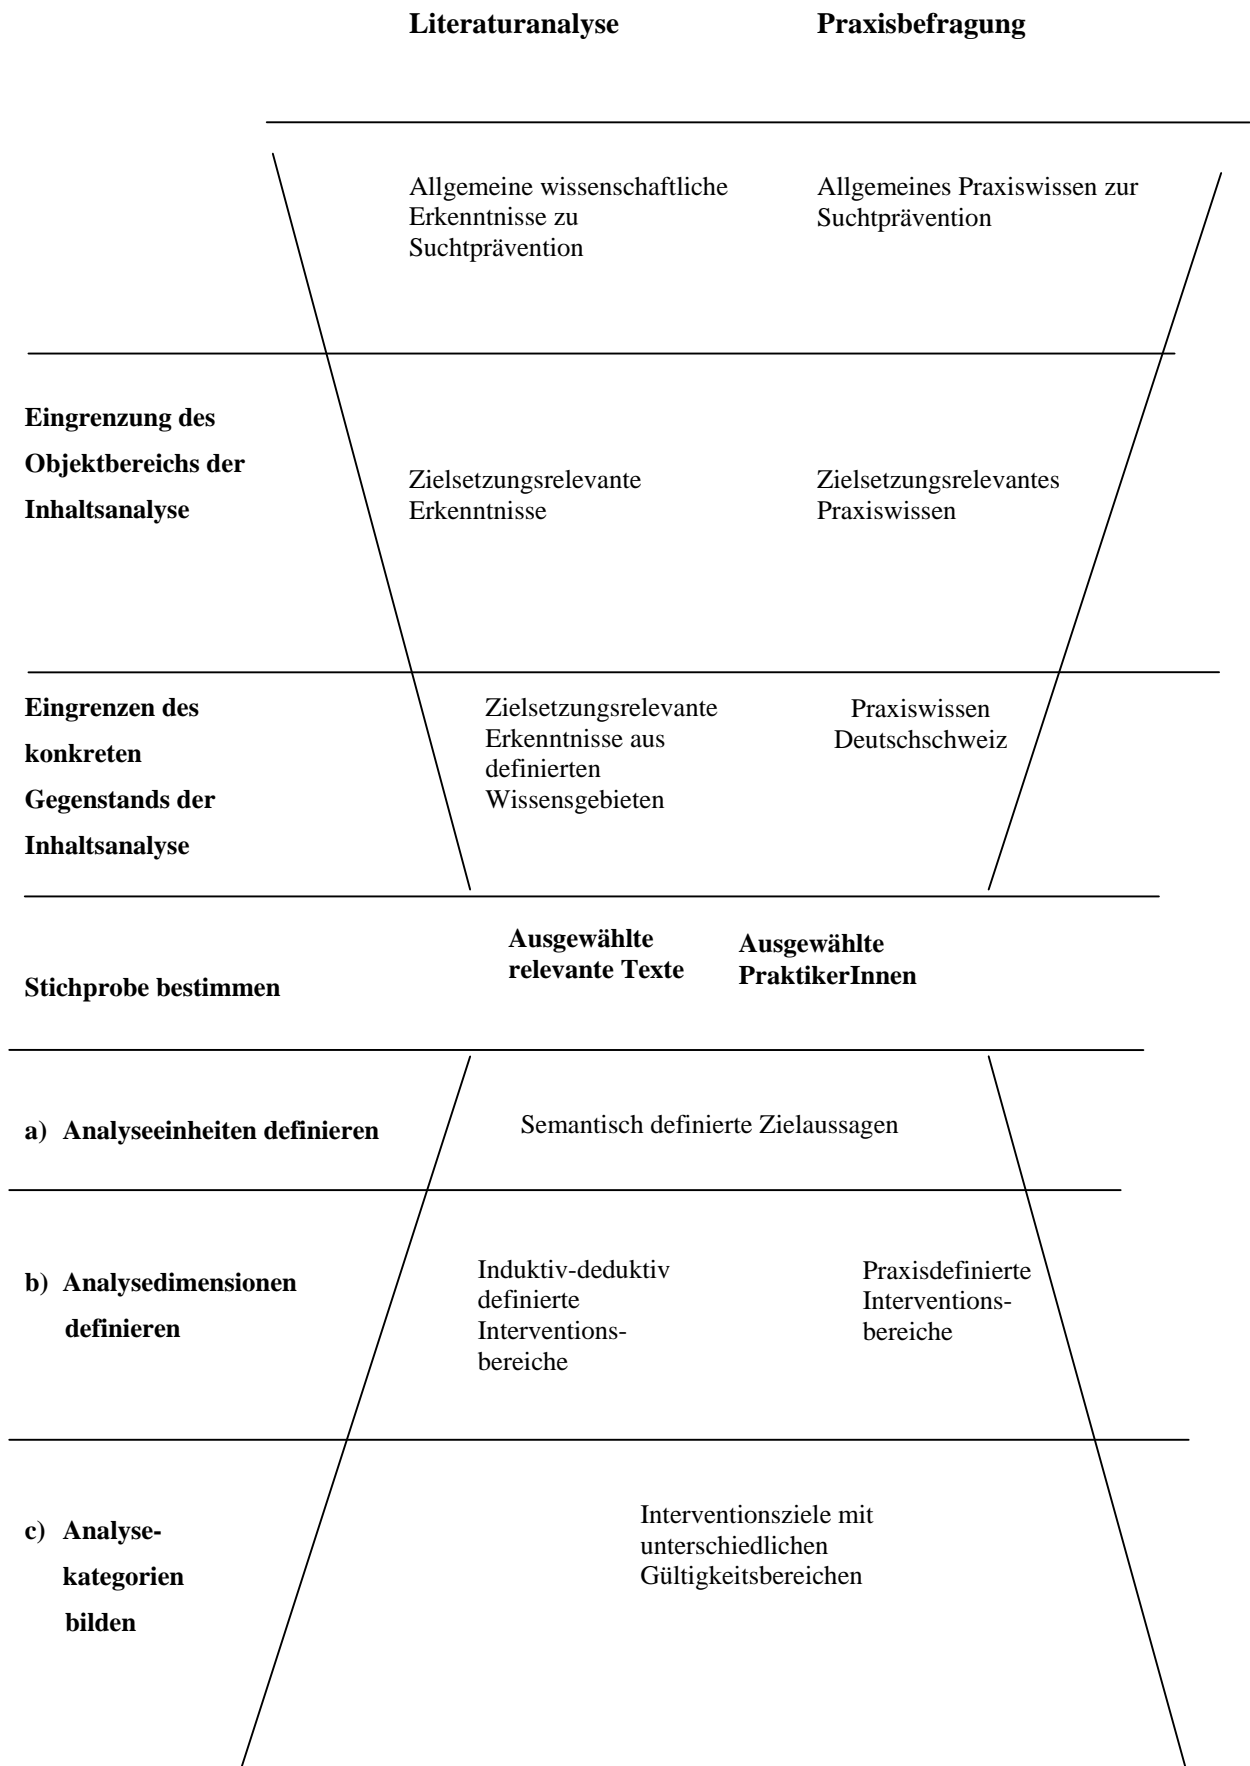 Literaturanalyse
Praxisbefragung
Allgemeine wissenschaftliche
Erkenntnisse zu
Suchtprävention
Allgemeines Praxiswissen zur
Suchtprävention
Eingrenzung des
Objektbereichs der
Inhaltsanalyse
Zielsetzungsrelevante
Erkenntnisse
Zielsetzungsrelevantes
Praxiswissen
Eingrenzen des
konkreten
Gegenstands der
Inhaltsanalyse
Zielsetzungsrelevante
Erkenntnisse aus
definierten
Wissensgebieten
Praxiswissen
Deutschschweiz
Stichprobe bestimmen
Ausgewählte
relevante Texte
Ausgewählte
PraktikerInnen
a) Analyseeinheiten definieren
Semantisch definierte Zielaussagen
b) Analysedimensionen
definieren
Induktiv-deduktiv
definierte
Interventions-
bereiche
Praxisdefinierte
Interventions-
bereiche
c) Analyse-
kategorien
bilden
Interventionsziele mit
unterschiedlichen
Gültigkeitsbereichen